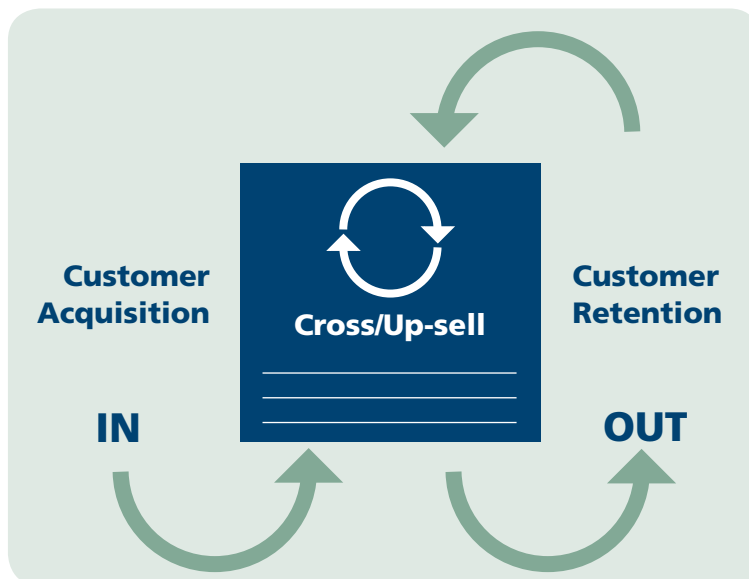 Customer
Acquisition
IN
Cross/Up-sell
Customer
Retention
OUT